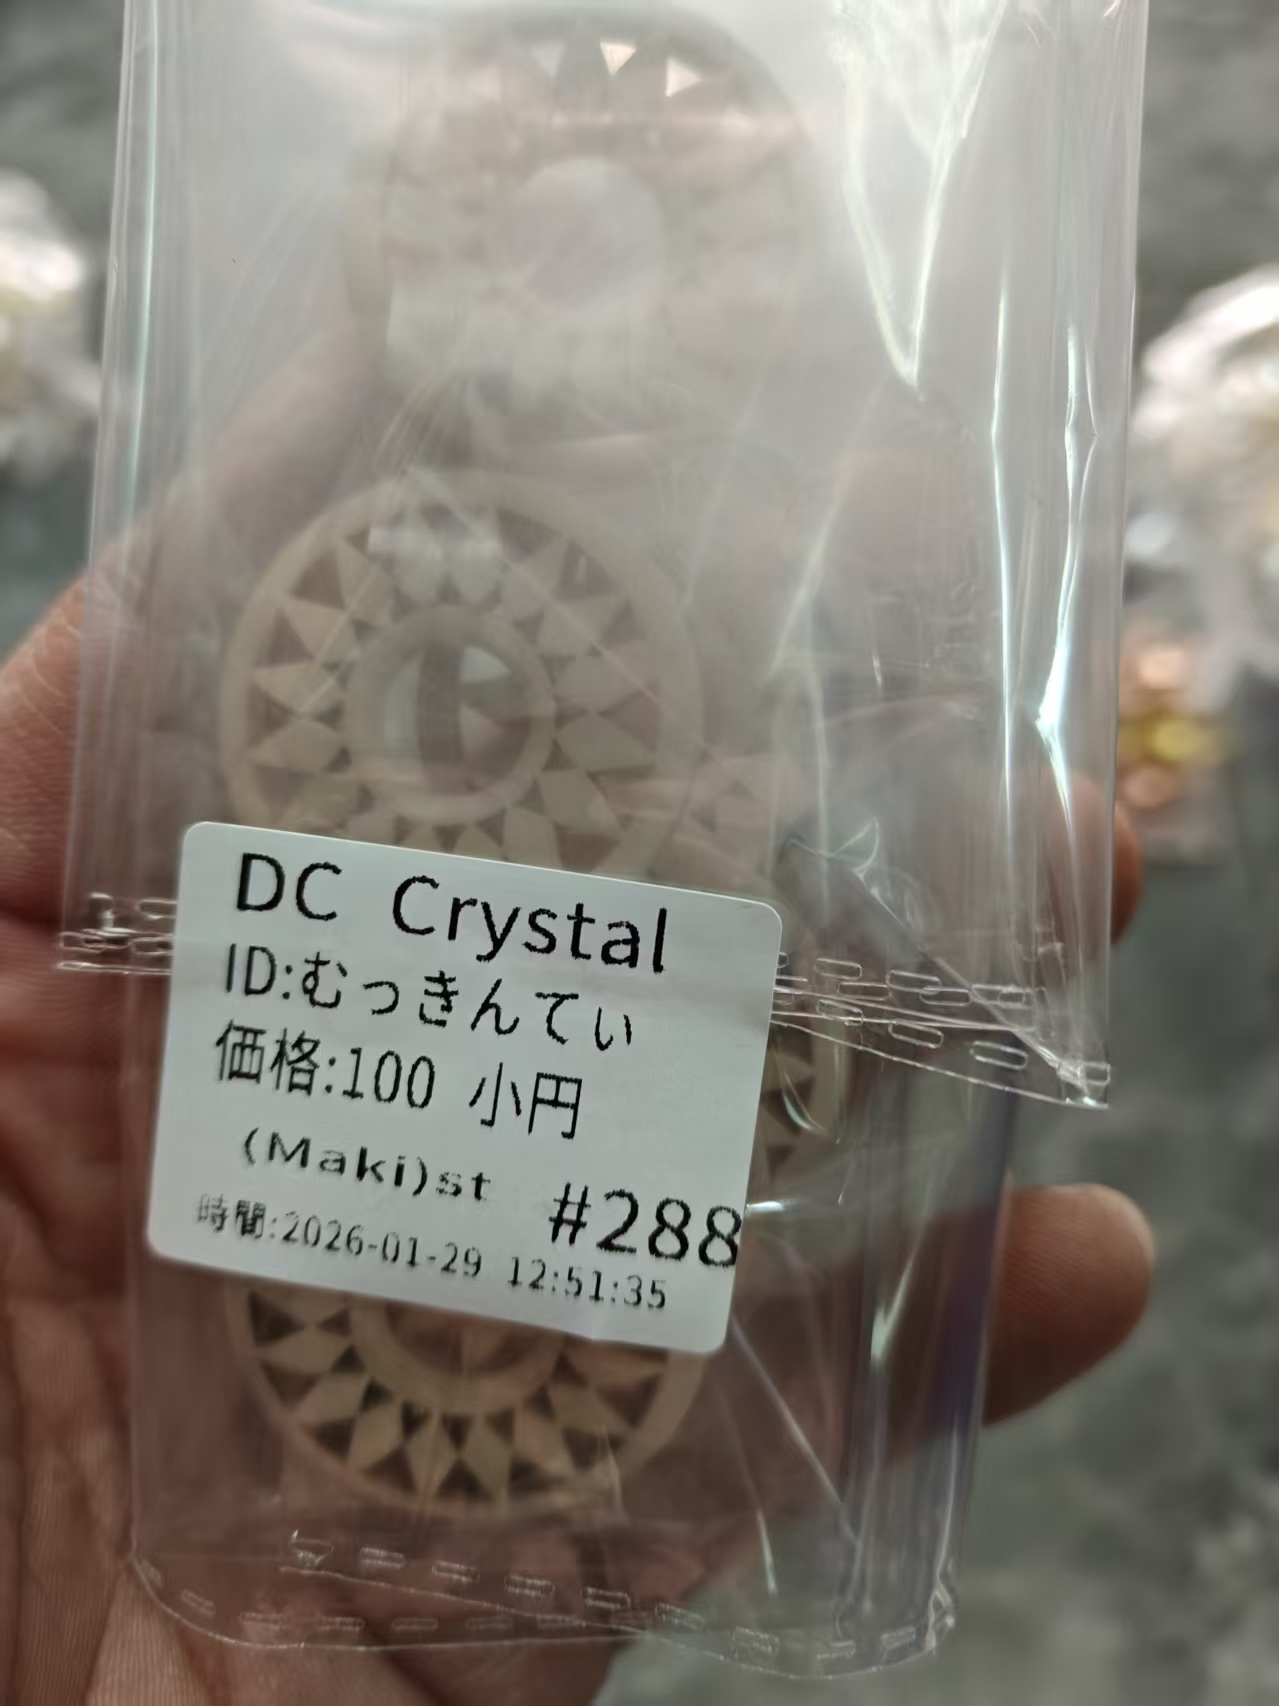 DC Crystal
ID:むっきんてぃ
価格:100 小円
(Maki)st #288
時間:2026-01-29 12:51:35